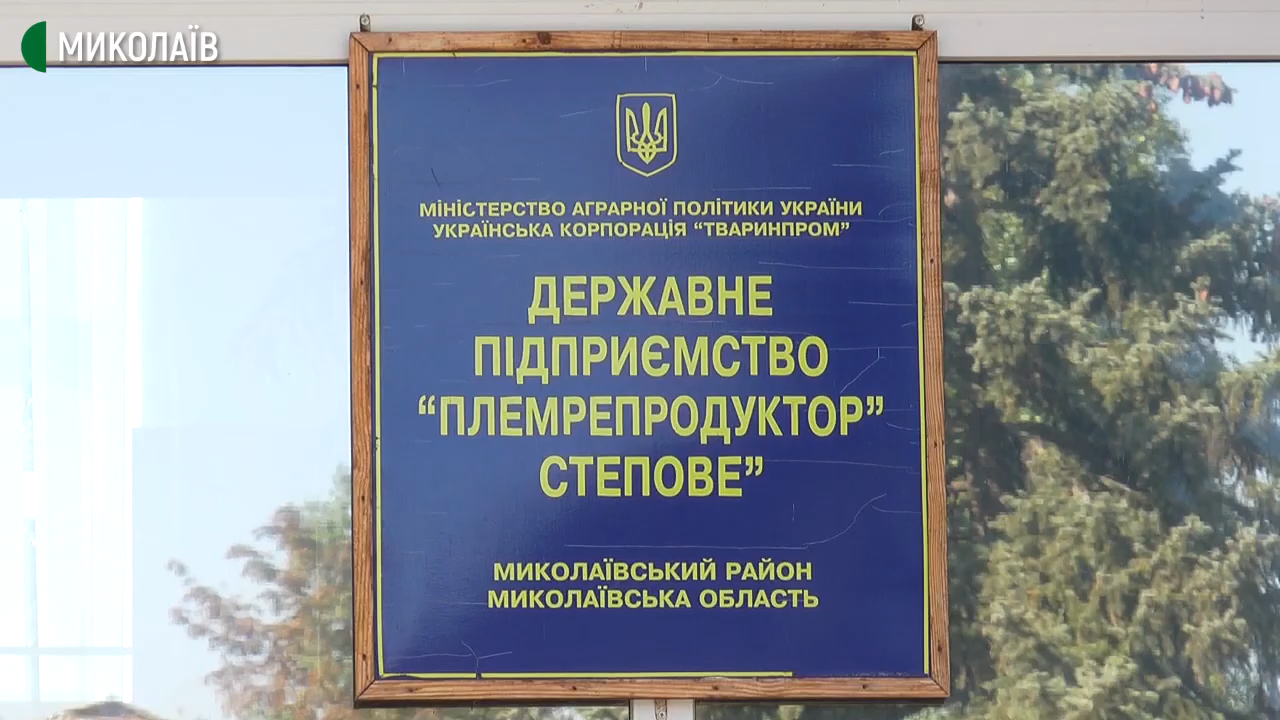 МИКОЛАЇВ
МІНІСТЕРСТВО АГРАРНОЇ ПОЛІТИКИ УКРАЇНИ
УКРАЇНСЬКА КОРПОРАЦІЯ “ТВАРИНПРОМ”
ДЕРЖАВНЕ
ПІДПРИЄМСТВО
“ПЛЕМРЕПРОДУКТОР”
СТЕПОВЕ”
МИКОЛАЇВСЬКИЙ РАЙОН
МИКОЛАЇВСЬКА ОБЛАСТЬ